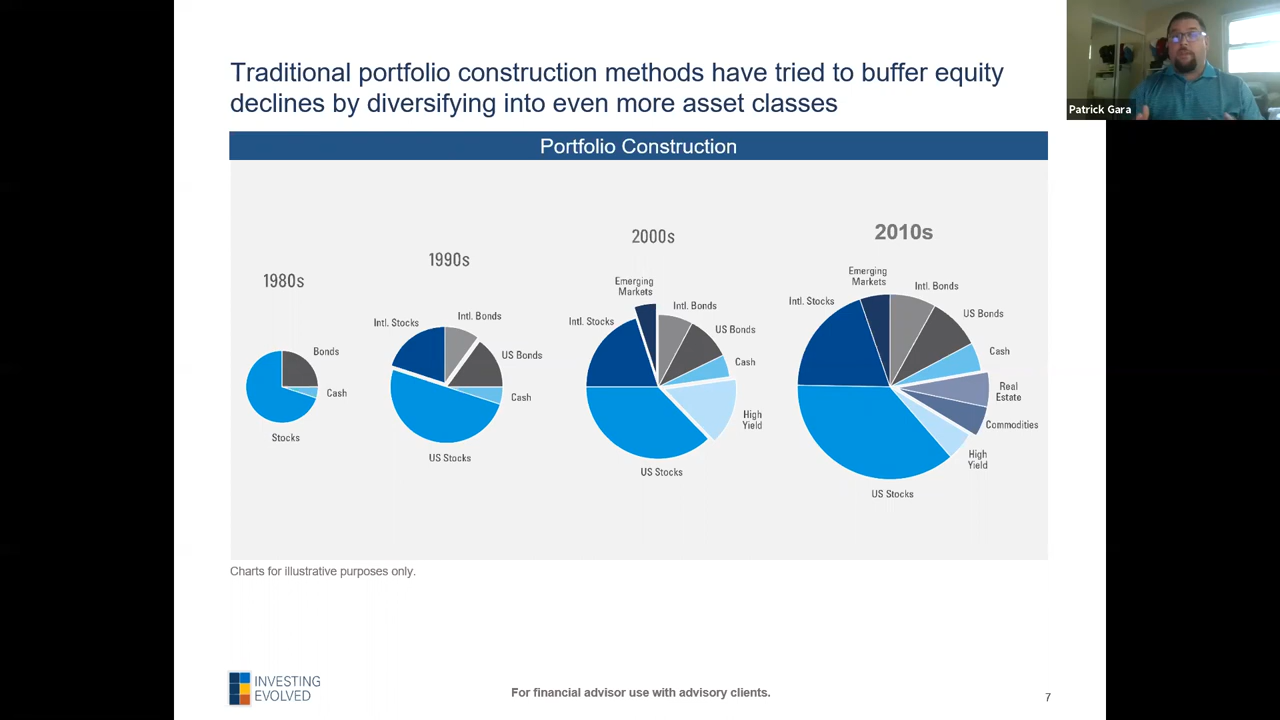 Traditional portfolio construction methods have tried to buffer equity
declines by diversifying into even more asset classes
Patrick Gara
Portfolio Construction
1980s
Bonds
Cash
Stocks
1990s
Intl. Stocks
Intl. Bonds
US Bonds
Cash
US Stocks
2000s
Emerging
Markets
Intl. Stocks
Intl. Bonds
US Bonds
Cash
High
Yield
US Stocks
2010s
Emerging
Markets
Intl. Stocks
Intl. Bonds
US Bonds
Cash
Real
Estate
Commodities
High
Yield
US Stocks
Charts for illustrative purposes only.
INVESTING
EVOLVED
For financial advisor use with advisory clients.
7